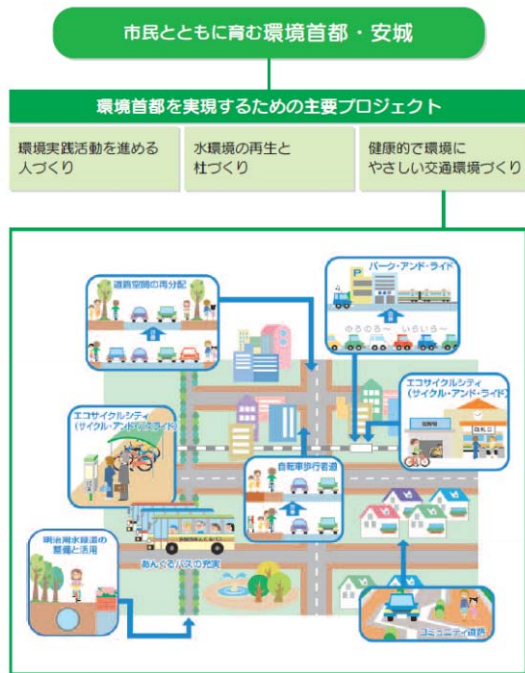 市民とともに育む環境首都・安城
環境首都を実現するための主要プロジェクト
環境実践活動を進める
人づくり
水環境の再生と
杜づくり
健康的で環境に
やさしい交通環境づくり
道路空間の再分配
パーク・アンド・ライド
P
のろのろ〜 いらいら〜
エコサイクルシティ
(サイクル・アンド・バスライド)
エコサイクルシティ
(サイクル・アンド・ライド)
自転車歩行者道
明治用水緑道の
整備と活用
あんくるバスの充実
コミュニティ道路